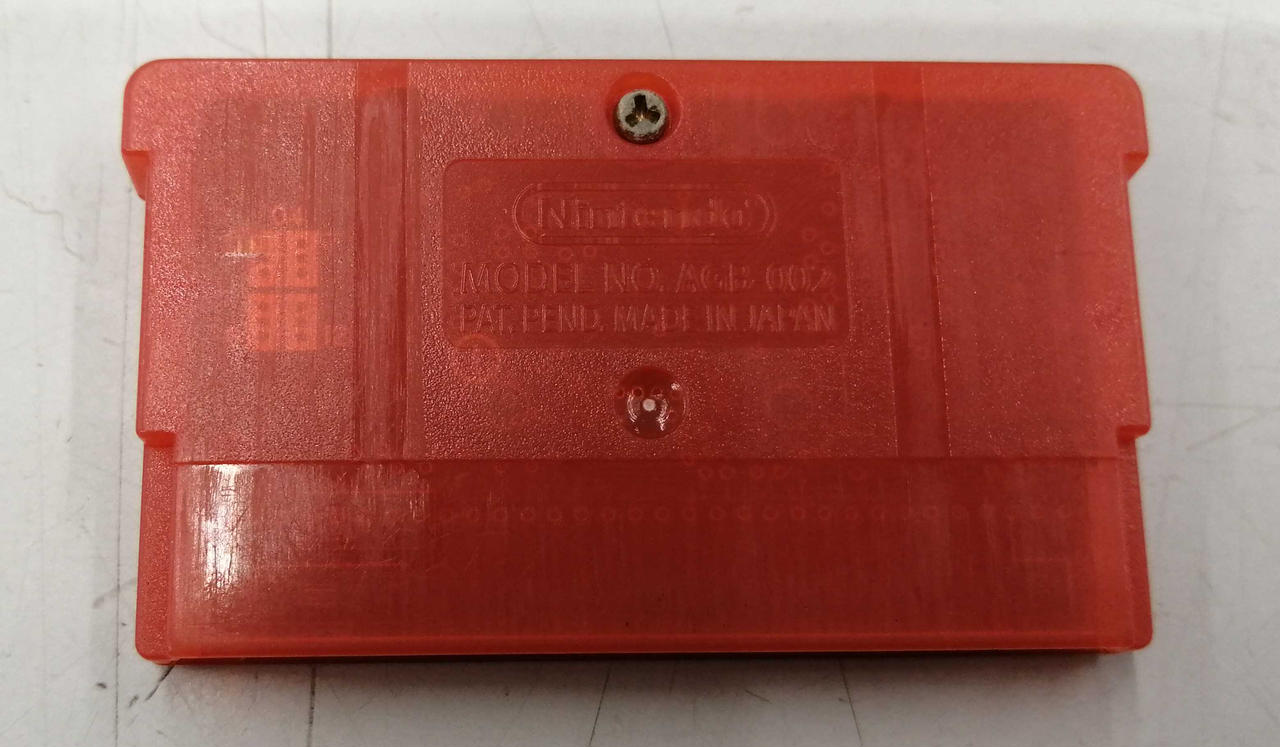 Nintendo
MODEL NO. AGB-002
PAT. PEND. MADE IN JAPAN